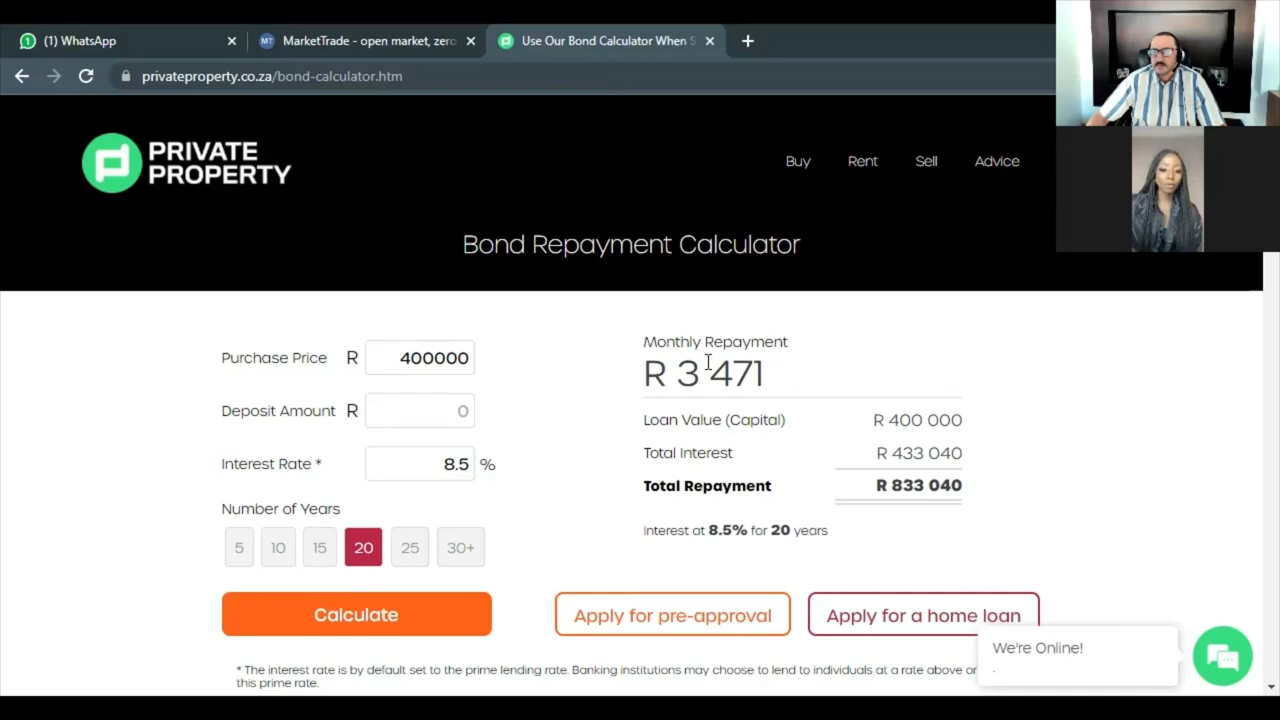 (1) WhatsApp
MT MarketTrade - open market, zero
Use Our Bond Calculator When S
privateproperty.co.za/bond-calculator.htm
PRIVATE
PROPERTY
Buy Rent Sell Advice
Bond Repayment Calculator
Purchase Price R 400000
Deposit Amount R 0
Interest Rate * 8.5 %
Number of Years
5 10 15 20 25 30+
Calculate
Monthly Repayment
R 3 471
Loan Value (Capital) R 400 000
Total Interest R 433 040
Total Repayment R 833 040
Interest at 8.5% for 20 years
Apply for pre-approval
Apply for a home loan
We're Online!
.
* The interest rate is by default set to the prime lending rate. Banking institutions may choose to lend to individuals at a rate above or
this prime rate.